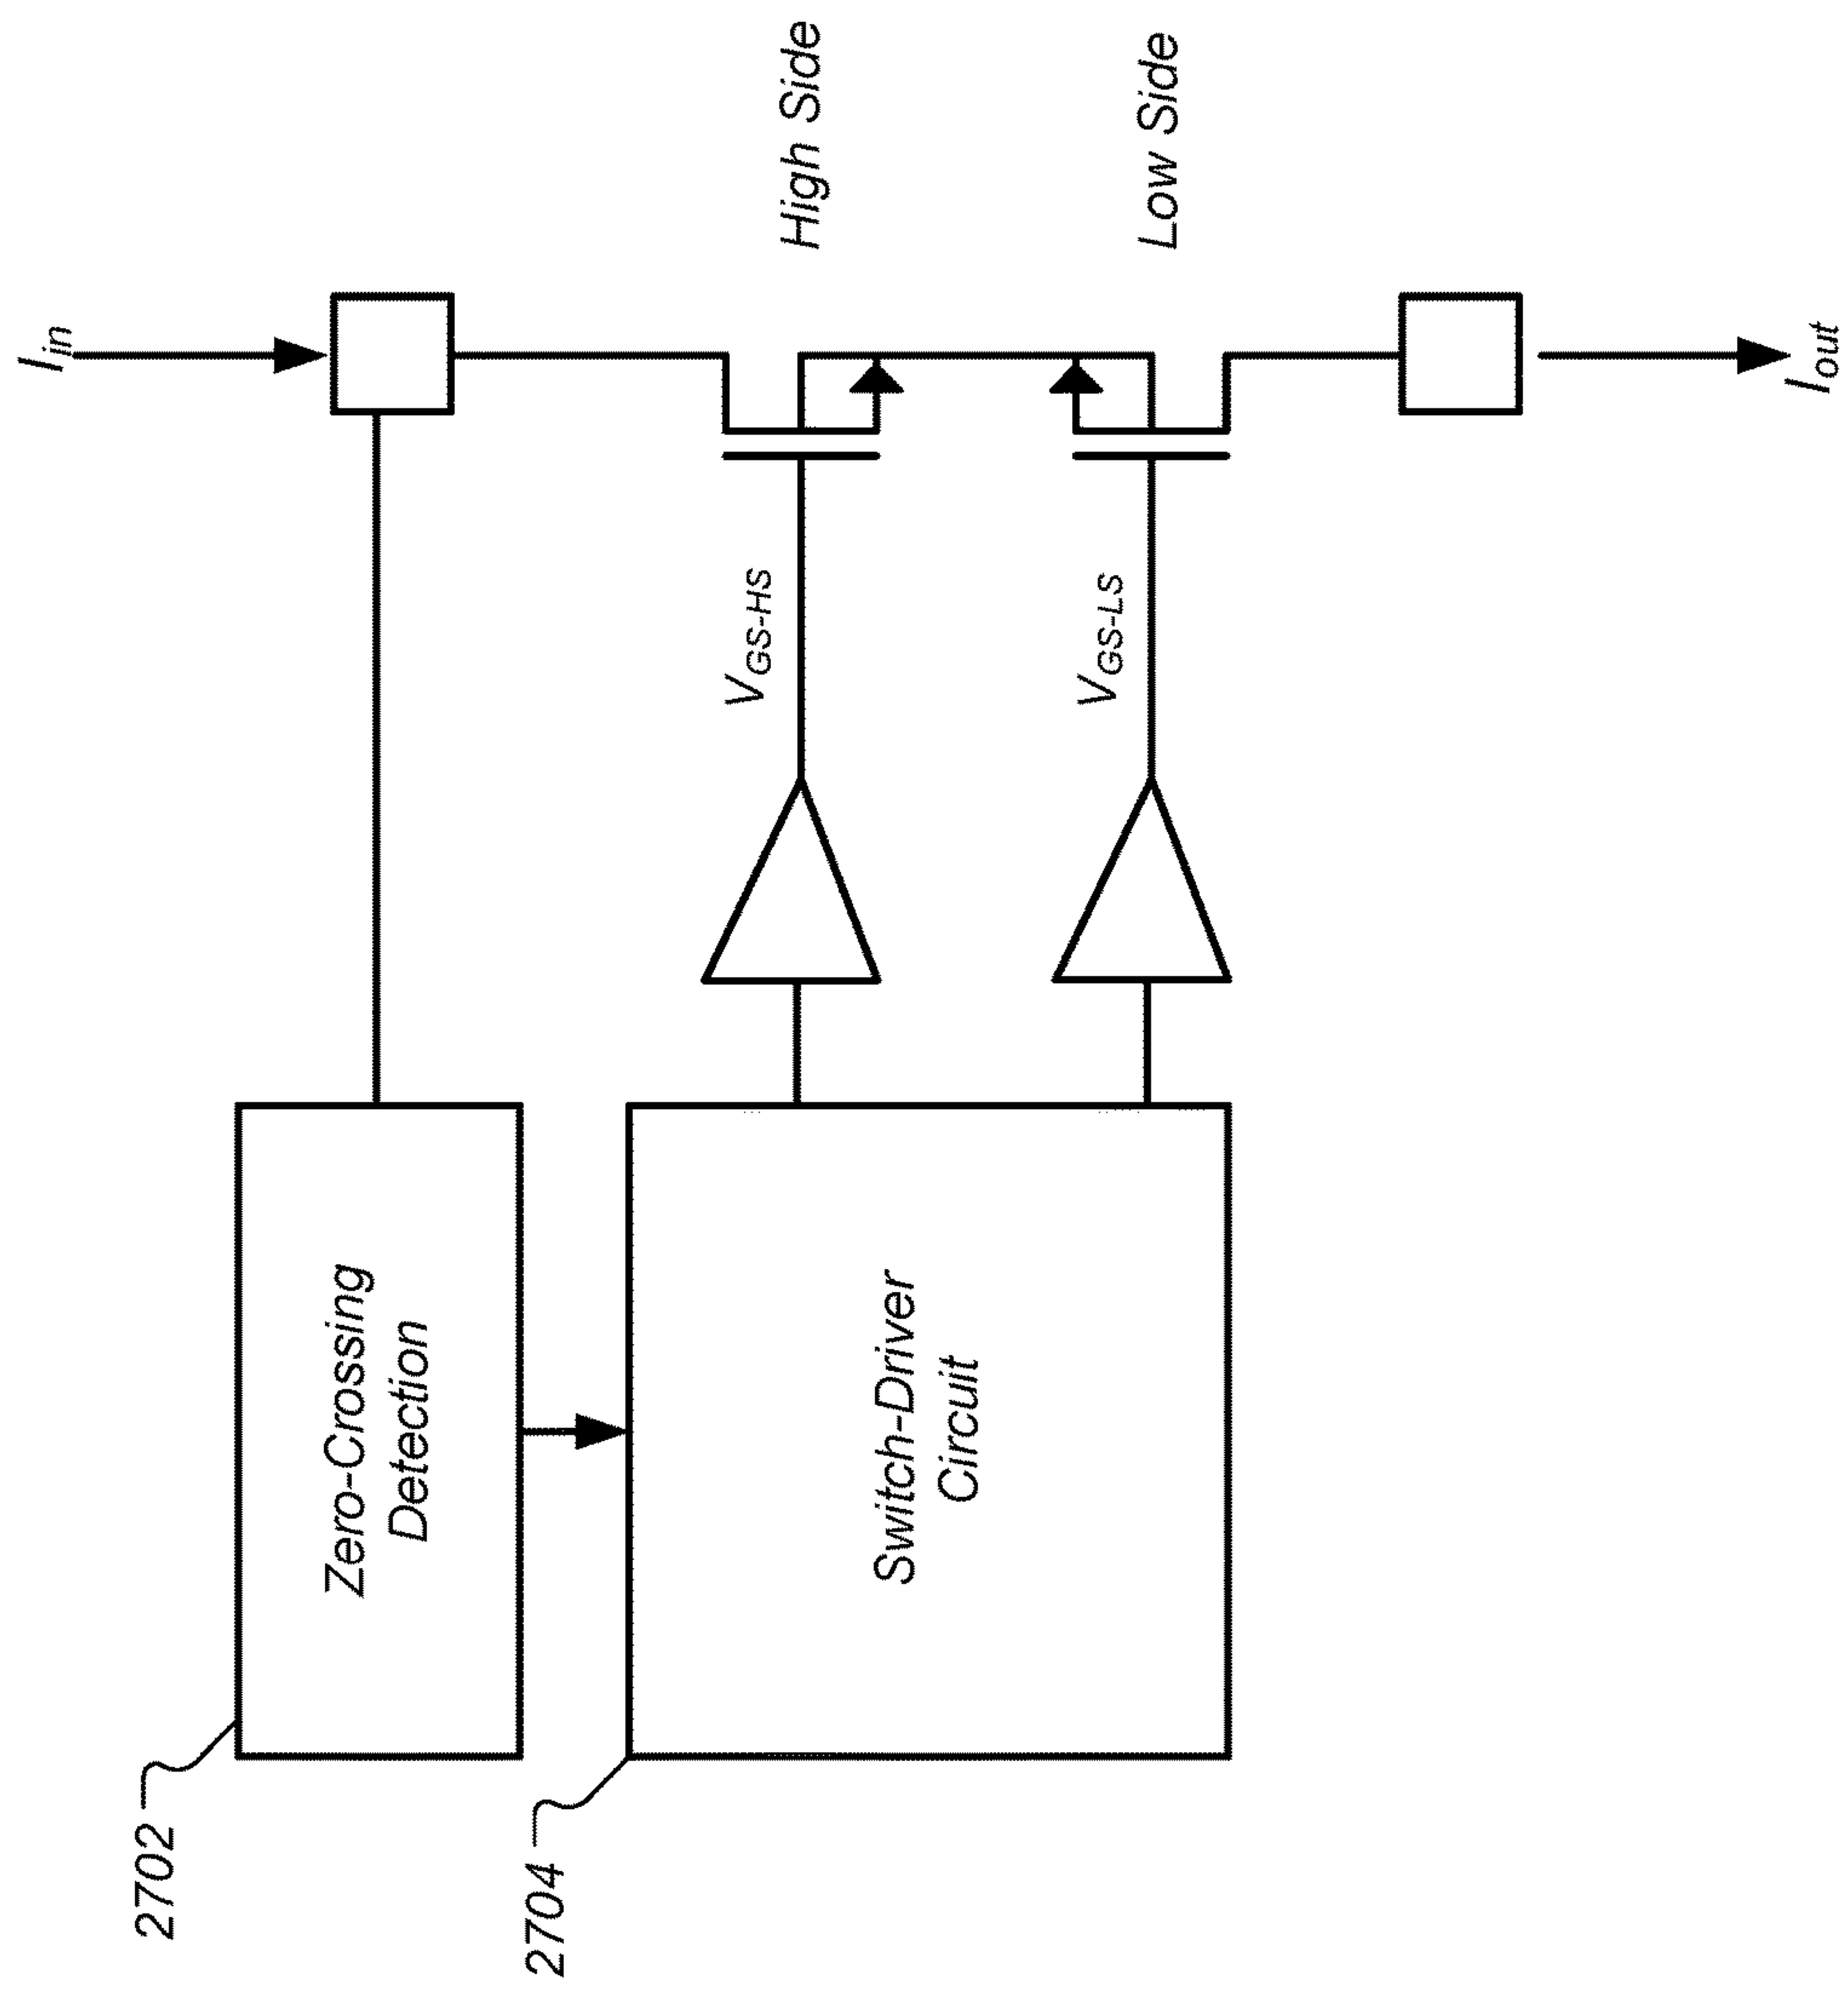 2702
Zero-Crossing
Detection
2704
Switch-Driver
Circuit
V_GS-HS
V_GS-LS
I_in
High Side
Low Side
I_out